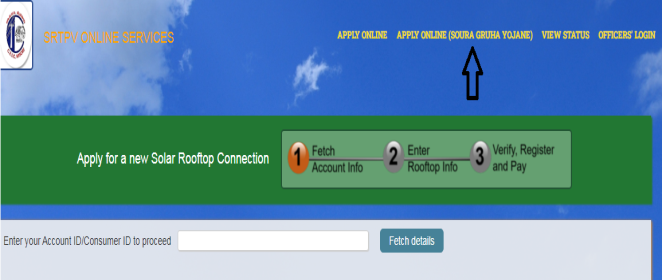 SRTPV ONLINE SERVICES
APPLY ONLINE APPLY ONLINE (SOURA GRUHA YOJANE) VIEW STATUS OFFICERS' LOGIN
Apply for a new Solar Rooftop Connection
1 Fetch
Account Info
2 Enter
Rooftop Info
3 Verify, Register
and Pay
Enter your Account ID/Consumer ID to proceed
Fetch details